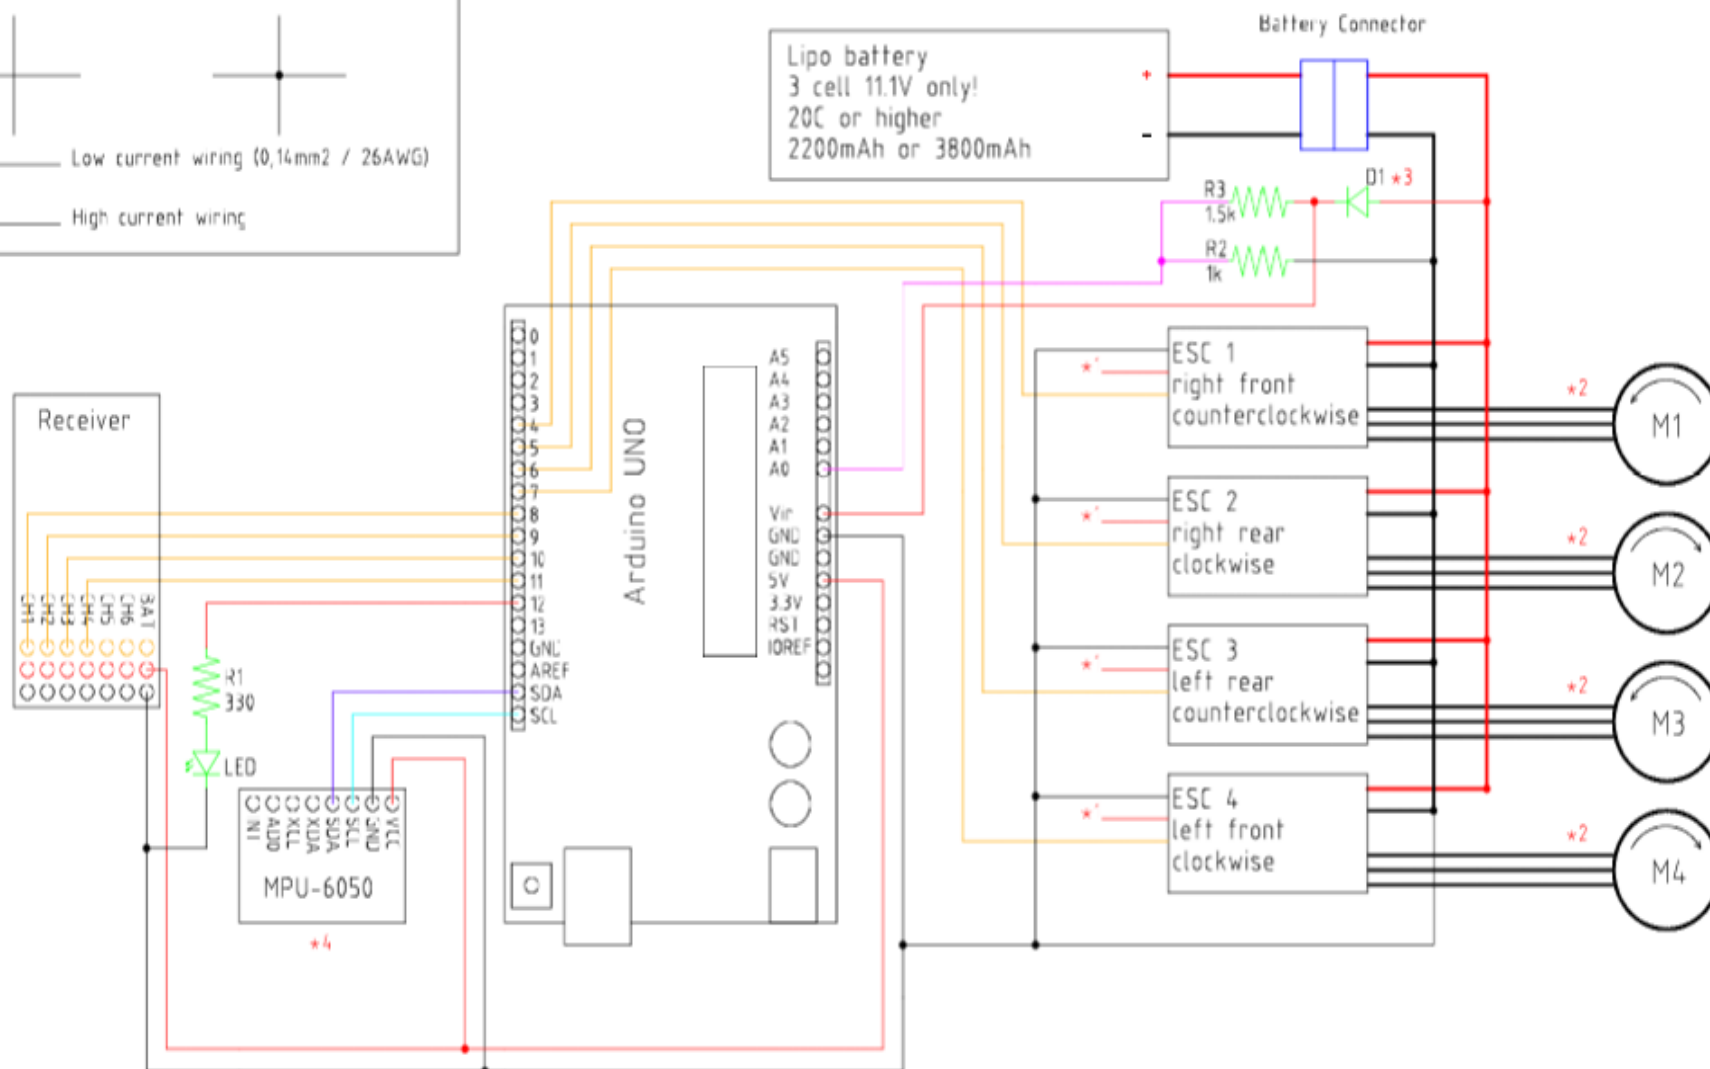 Battery Connector
Lipo battery
3 cell 11.1V only!
20C or higher
2200mAh or 3800mAh
+
-
Low current wiring (0,14mm2 / 26AWG)
High current wiring
D1 *3
R3
1.5k
R2
1k
0
1
2
3
4
5
6
7
8
9
10
11
12
13
GND
AREF
SDA
SCL
Arduino UNO
A5
A4
A3
A2
A1
A0
Vin
GND
GND
5V
3.3V
RST
IOREF
ESC 1
right front
counterclockwise
*2
M1
ESC 2
right rear
clockwise
*2
M2
ESC 3
left rear
counterclockwise
*2
M3
ESC 4
left front
clockwise
*2
M4
Receiver
CH1
CH2
CH3
CH4
CH5
CH6
BAT
R1
330
LED
AD0
XDA
SDA
SCL
GND
VCC
MPU-6050
*4